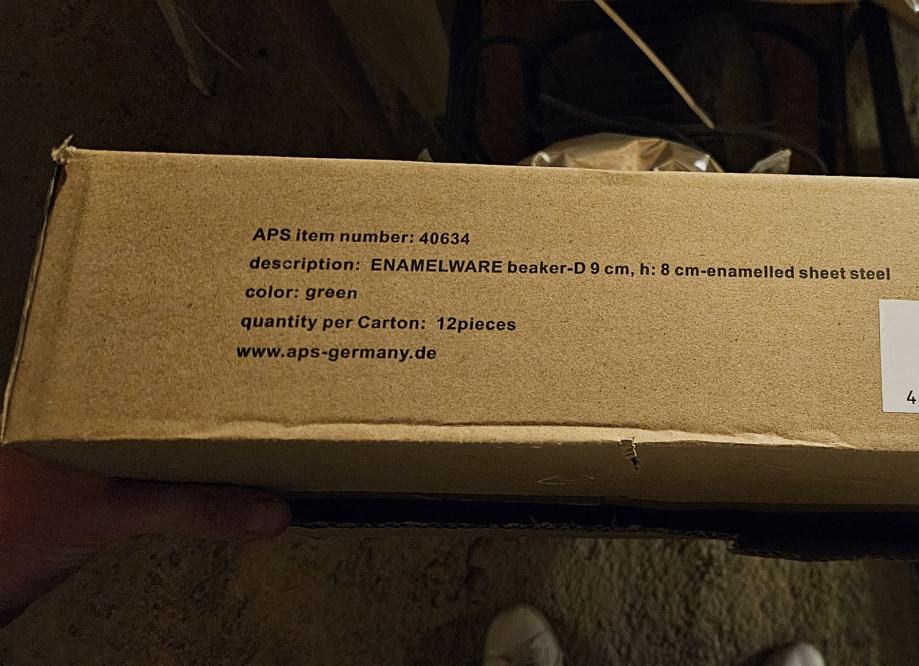 APS item number: 40634
description: ENAMELWARE beaker-D 9 cm, h: 8 cm-enamelled sheet steel
color: green
quantity per Carton: 12pieces
www.aps-germany.de
4